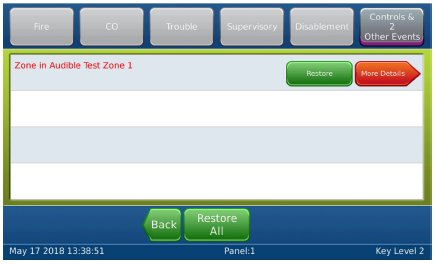 Fire
CO
Trouble
Supervisory
Disablement
Controls &
2
Other Events
Zone in Audible Test Zone 1
Restore
More Details
Back
Restore
All
May 17 2018 13:38:51
Panel:1
Key Level 2